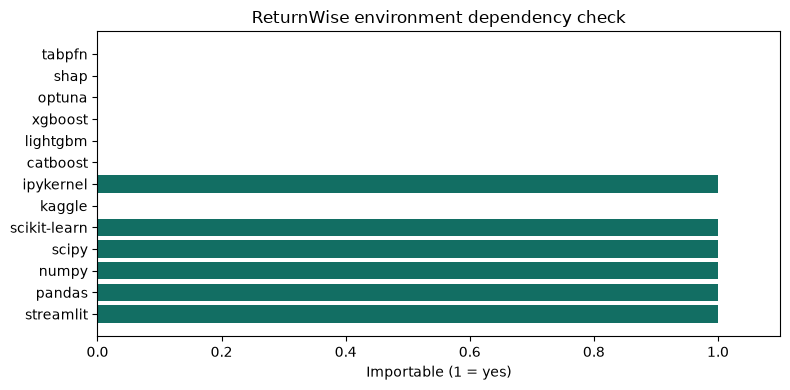 ReturnWise environment dependency check
tabpfn
shap
optuna
xgboost
lightgbm
catboost
ipykernel
kaggle
scikit-learn
scipy
numpy
pandas
streamlit
0.0 0.2 0.4 0.6 0.8 1.0
Importable (1 = yes)